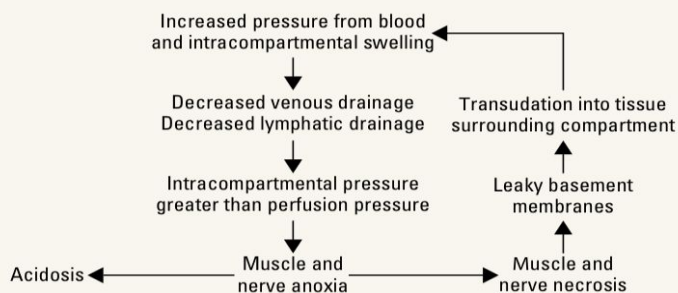 Increased pressure from blood
and intracompartmental swelling
Decreased venous drainage
Decreased lymphatic drainage
Transudation into tissue
surrounding compartment
Intracompartmental pressure
greater than perfusion pressure
Leaky basement
membranes
Acidosis
Muscle and
nerve anoxia
Muscle and
nerve necrosis